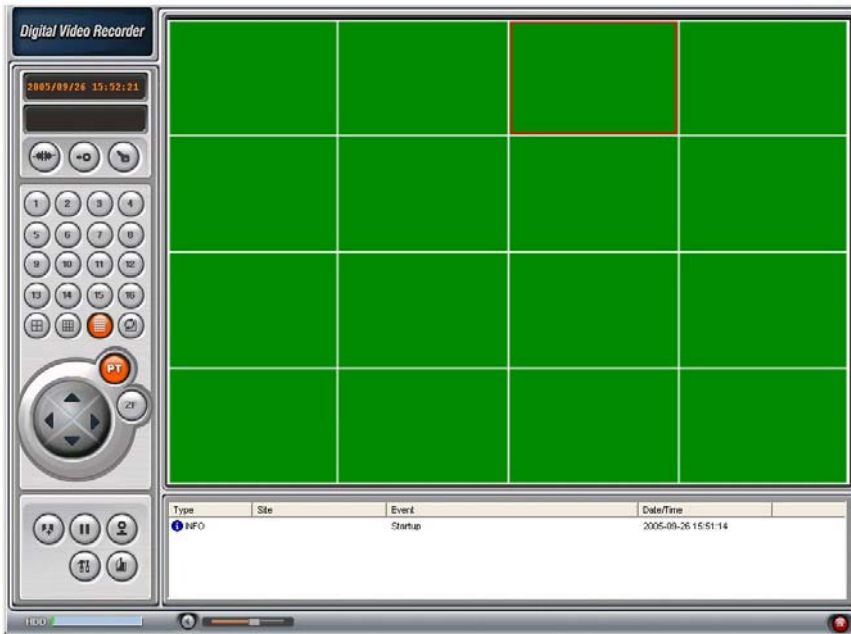 Digital Video Recorder
2005/09/26 15:52:21
1 2 3 4
5 6 7 8
9 10 11 12
13 14 15 16
PT
ZF
Type Site Event Date/Time
INFO Startup 2005-09-26 15:51:14
HDD